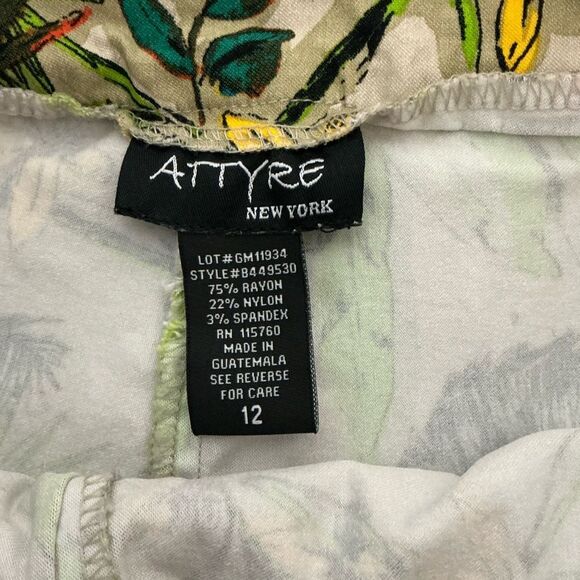 ATTYRE
NEW YORK
LOT#GM11934
STYLE#B449530
75% RAYON
22% NYLON
3% SPANDEX
RN 115760
MADE IN
GUATEMALA
SEE REVERSE
FOR CARE
12